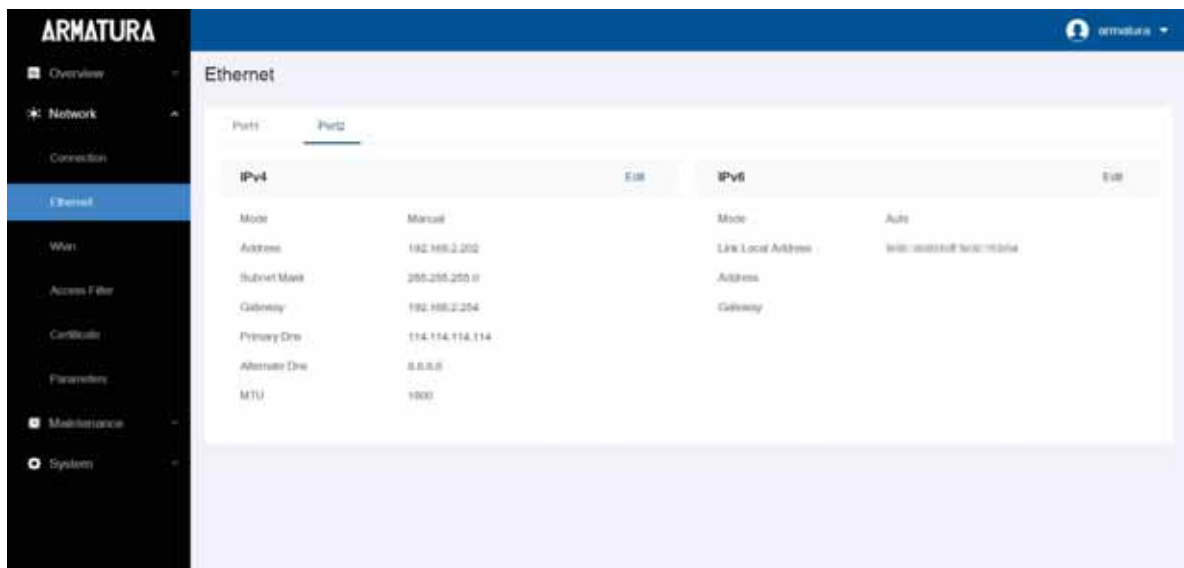 ARMATURA
armatura
Overview
Ethernet
Network
Port1 Port2
Connection
IPv4 Edit IPv6 Edit
Ethernet
Mode Manual Mode Auto
Wlan
Address 192.168.2.202 Link Local Address
Subnet Mask 255.255.255.0 Address
Access Filter
Gateway 192.168.2.254 Gateway
Certificate
Primary Dns 114.114.114.114
Alternate Dns 8.8.8.8
Parameters
MTU
Maintenance
System